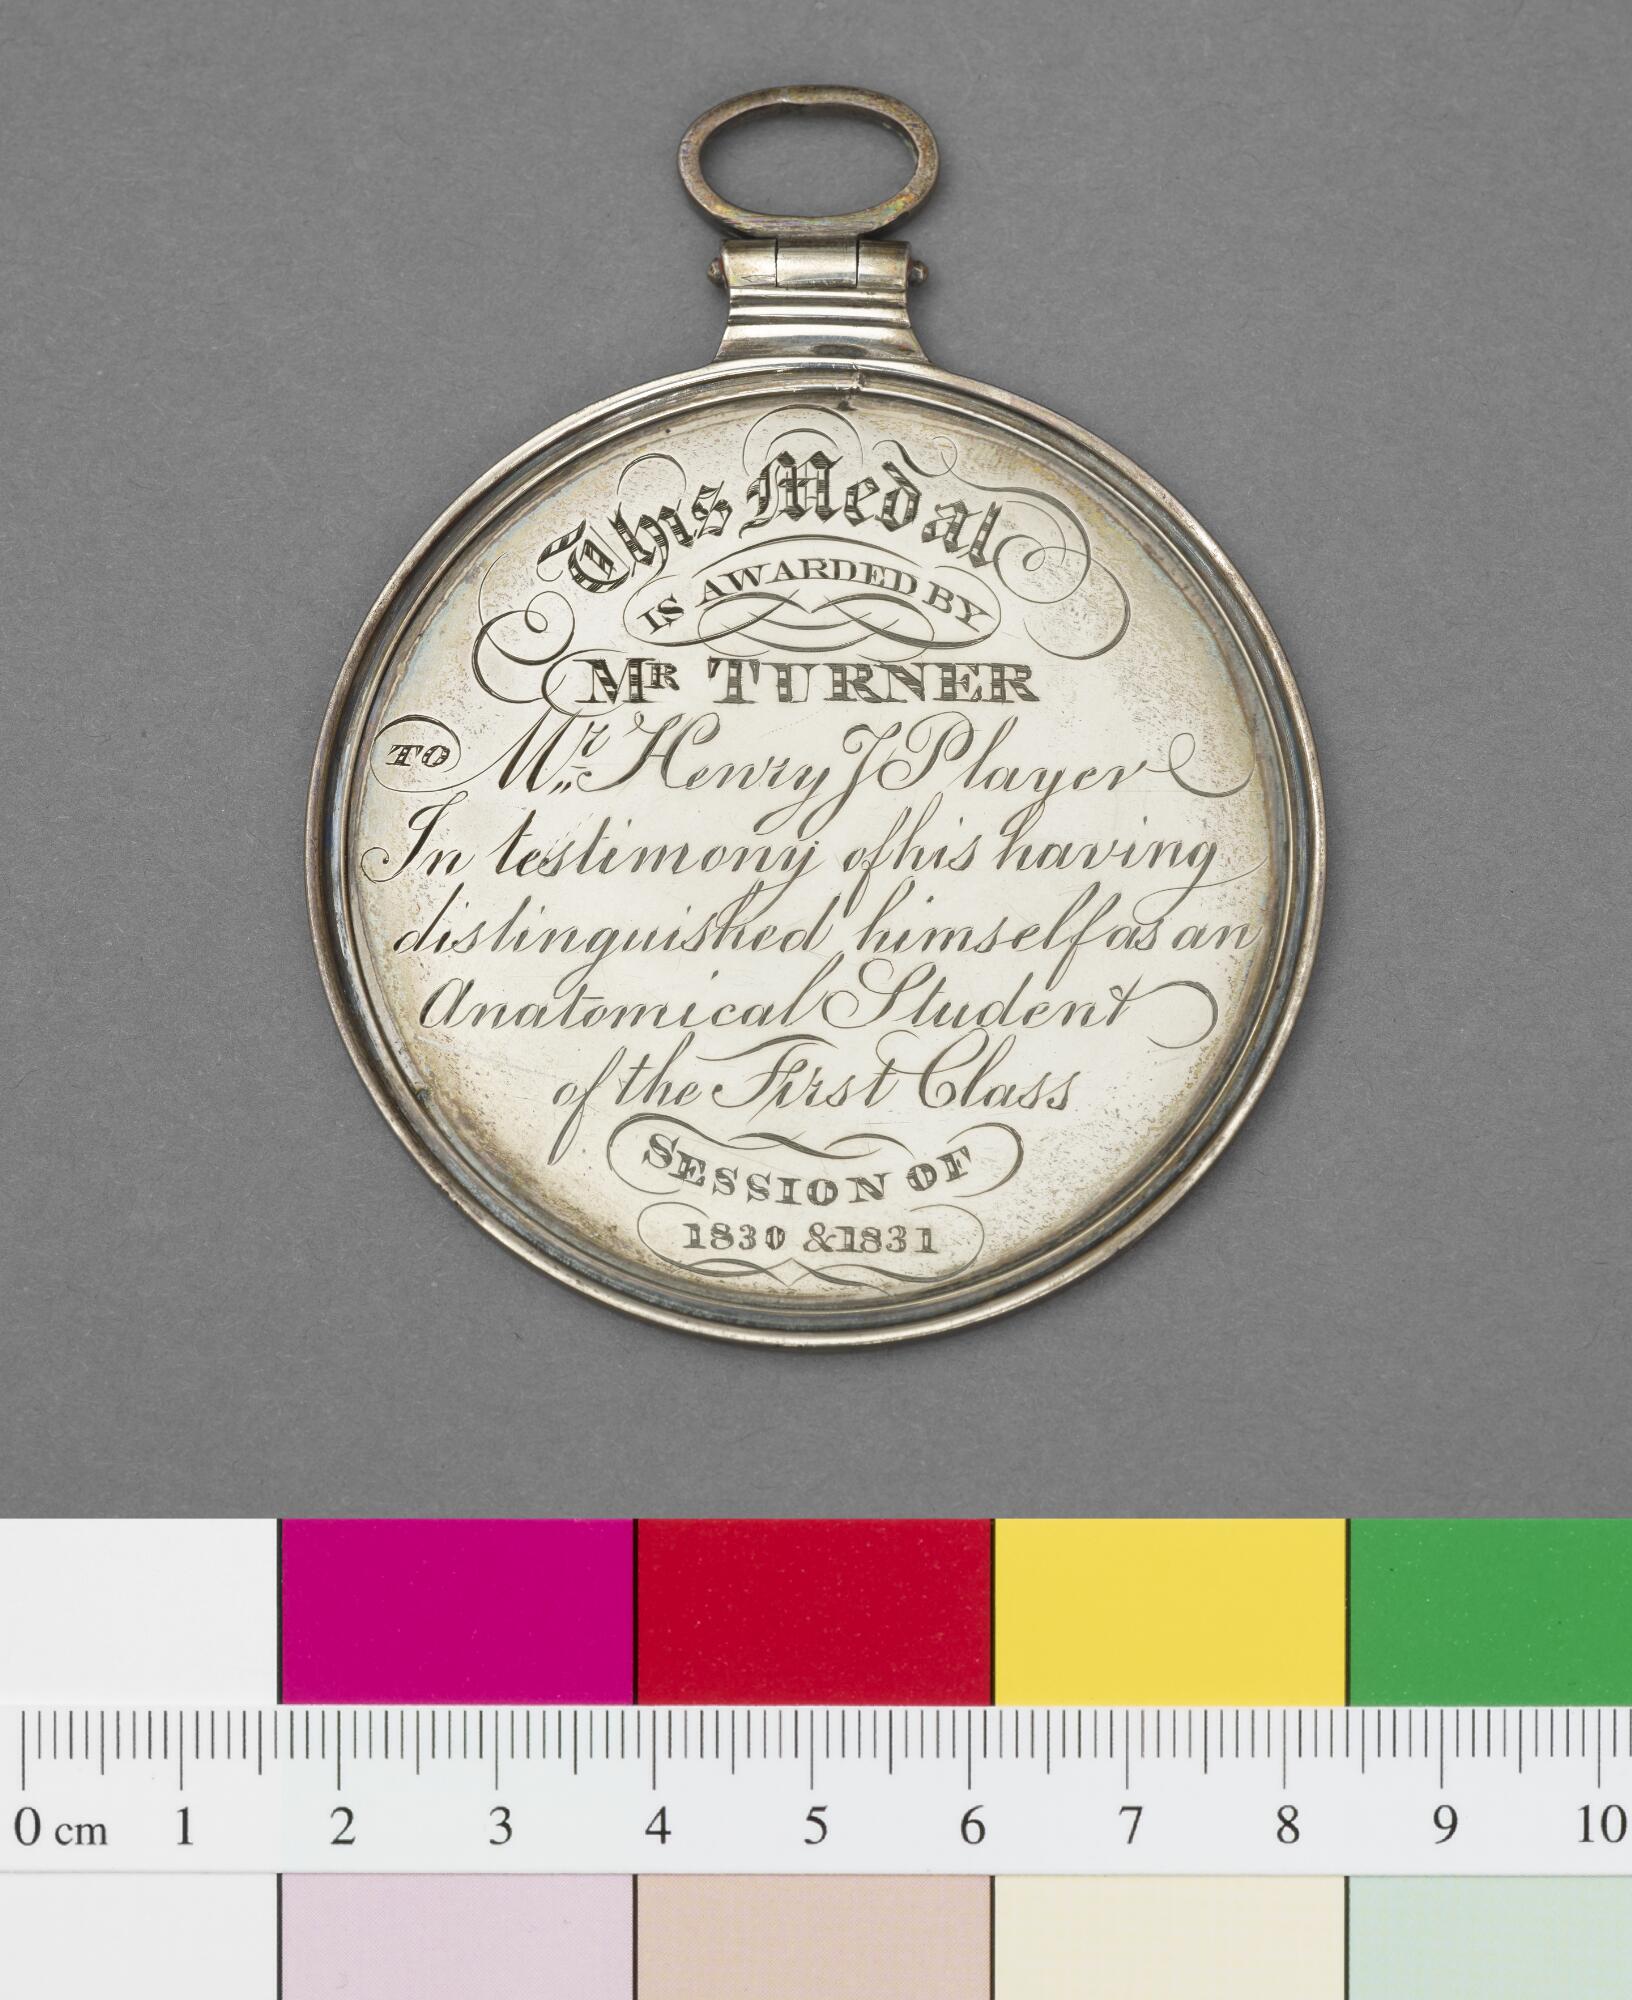 This Medal
IS AWARDED BY
MR TURNER
TO Mr. Henry J Player
In testimony of his having
distinguished himself as an
Anatomical Student
of the First Class
SESSION OF
1830 & 1831
0 cm 1 2 3 4 5 6 7 8 9 10